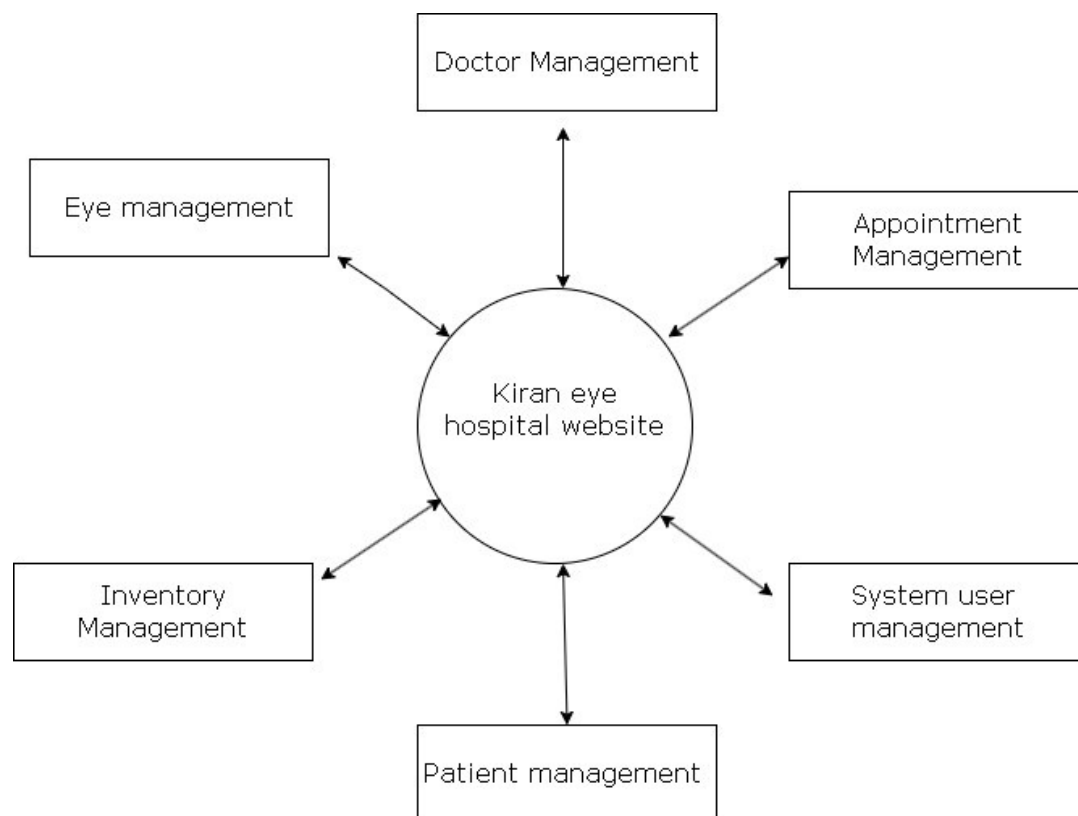 Doctor Management
Eye management
Appointment
Management
Kiran eye
hospital website
Inventory
Management
System user
management
Patient management